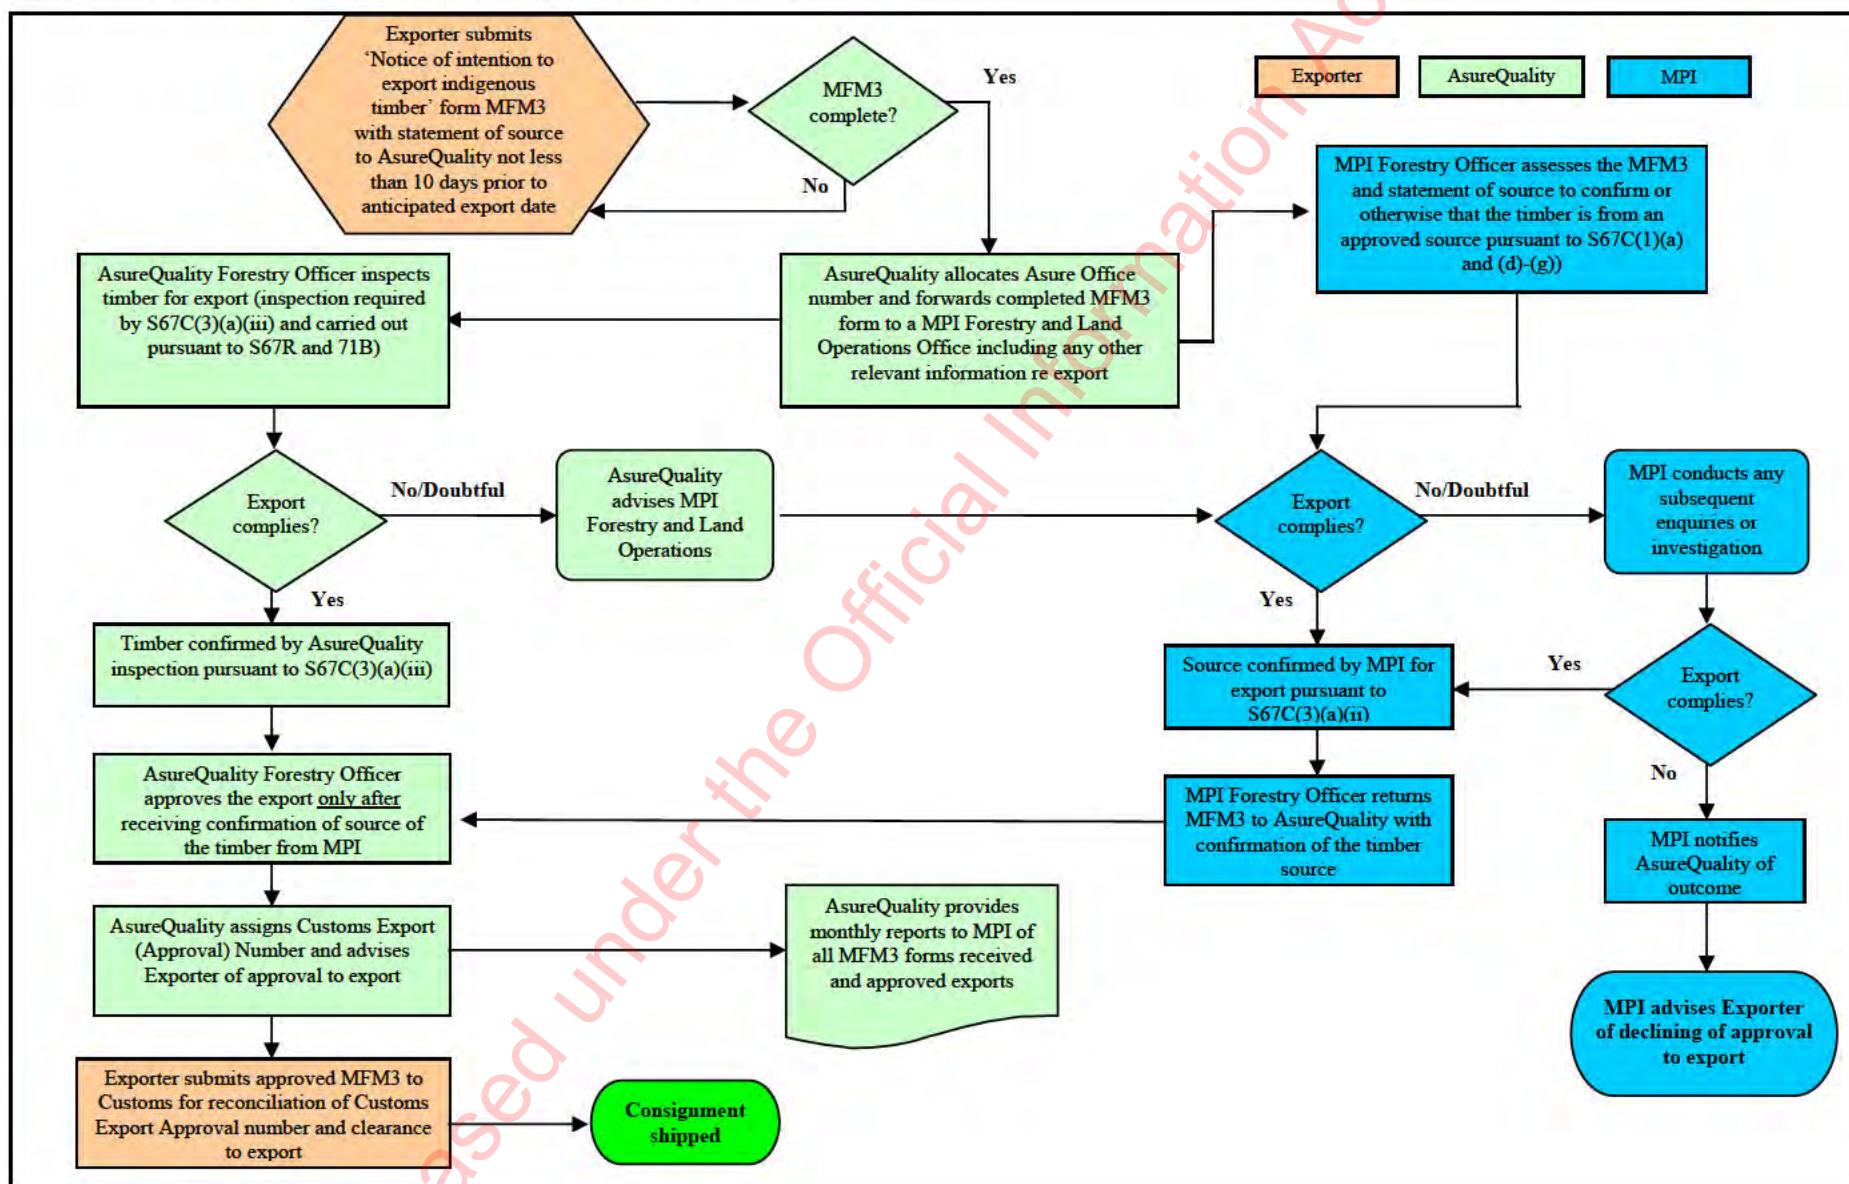 Exporter submits
‘Notice of intention to
export indigenous
timber’ form MFM3
with statement of source
to AsureQuality not less
than 10 days prior to
anticipated export date
MFM3
complete?
Yes
No
Exporter
AsureQuality
MPI
MPI Forestry Officer assesses the MFM3
and statement of source to confirm or
otherwise that the timber is from an
approved source pursuant to S67C(1)(a)
and (d)-(g))
AsureQuality Forestry Officer inspects
timber for export (inspection required
by S67C(3)(a)(iii) and carried out
pursuant to S67R and 71B)
AsureQuality allocates Asure Office
number and forwards completed MFM3
form to a MPI Forestry and Land
Operations Office including any other
relevant information re export
Export
complies?
No/Doubtful
AsureQuality
advises MPI
Forestry and Land
Operations
Export
complies?
No/Doubtful
MPI conducts any
subsequent
enquiries or
investigation
Yes
Yes
Timber confirmed by AsureQuality
inspection pursuant to S67C(3)(a)(iii)
Source confirmed by MPI for
export pursuant to
S67C(3)(a)(ii)
Yes
Export
complies?
No
AsureQuality Forestry Officer
approves the export only after
receiving confirmation of source of
the timber from MPI
MPI Forestry Officer returns
MFM3 to AsureQuality with
confirmation of the timber
source
MPI notifies
AsureQuality of
outcome
AsureQuality assigns Customs Export
(Approval) Number and advises
Exporter of approval to export
AsureQuality provides
monthly reports to MPI of
all MFM3 forms received
and approved exports
MPI advises Exporter
of declining of approval
to export
Exporter submits approved MFM3 to
Customs for reconciliation of Customs
Export Approval number and clearance
to export
Consignment
shipped
under the Official Information